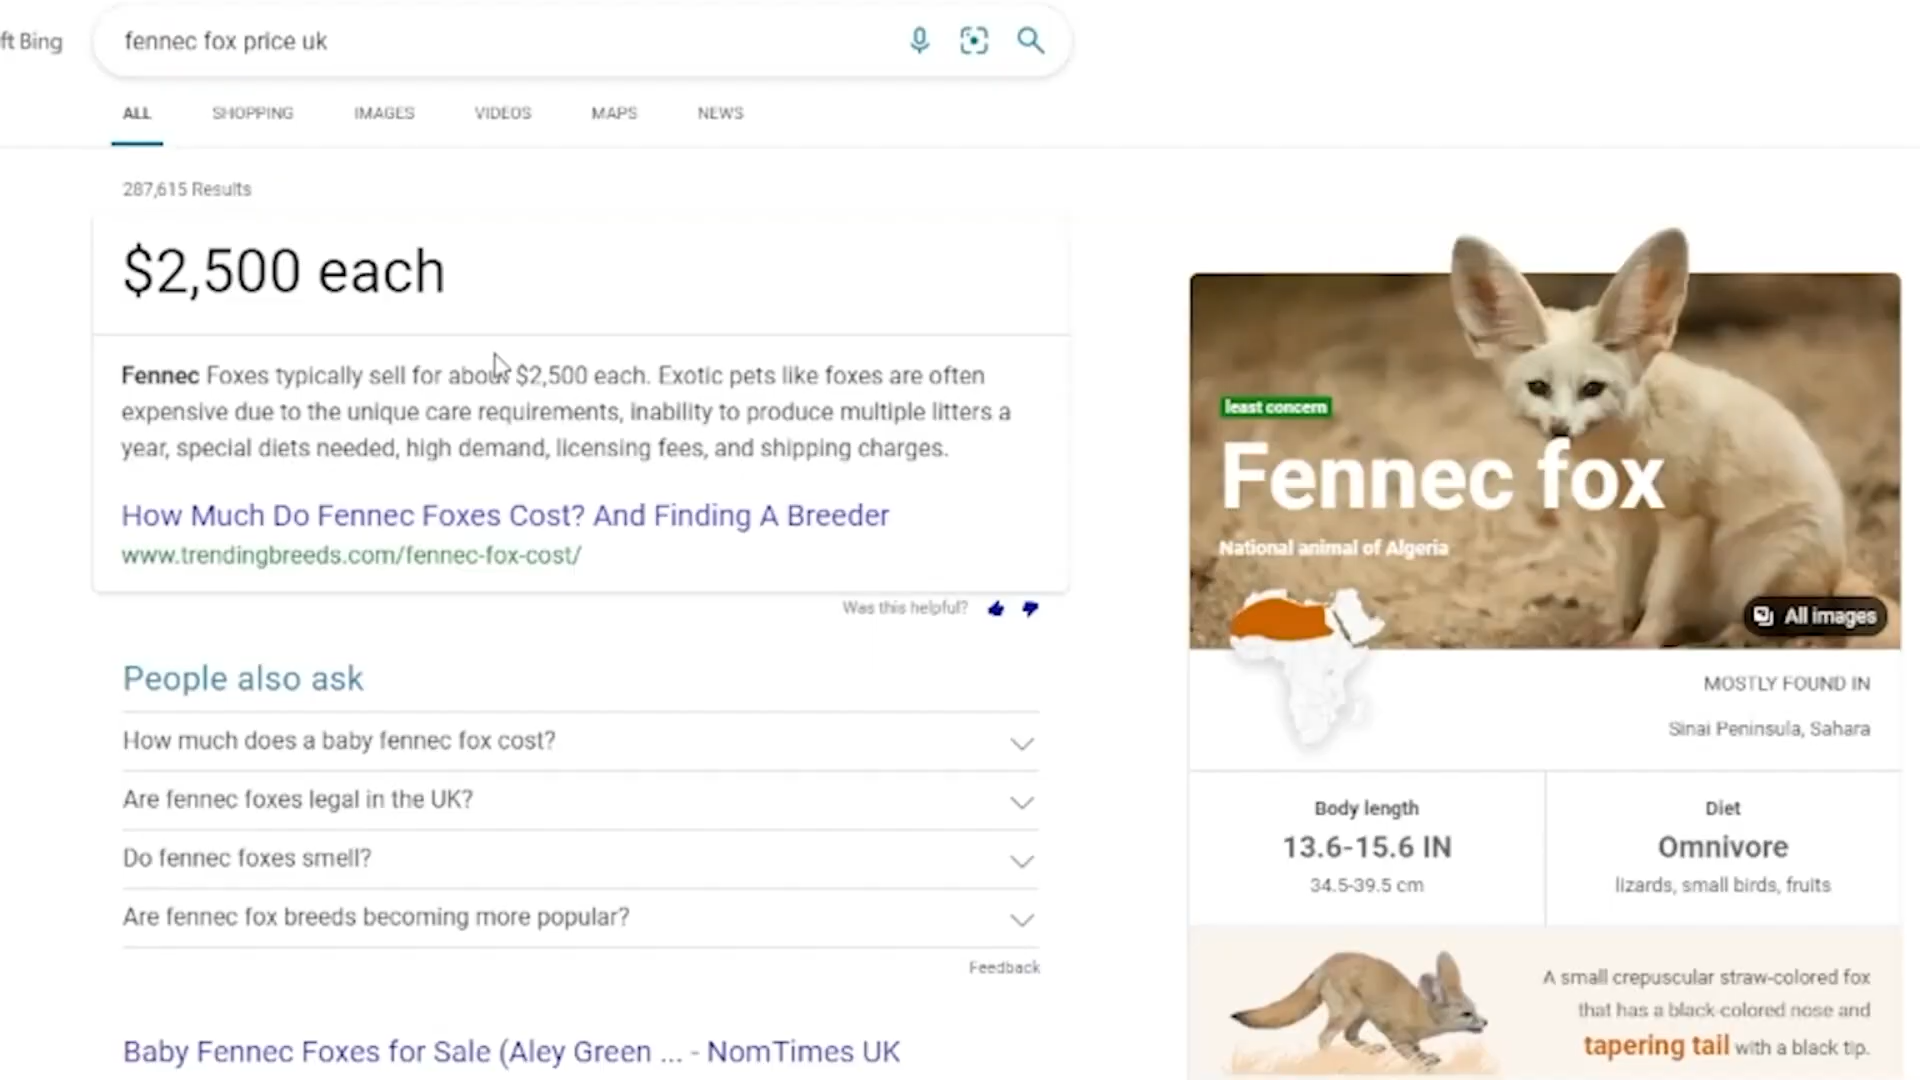 ft Bing
fennec fox price uk
ALL SHOPPING IMAGES VIDEOS MAPS NEWS
287,615 Results
$2,500 each
Fennec Foxes typically sell for about $2,500 each. Exotic pets like foxes are often
expensive due to the unique care requirements, inability to produce multiple litters a
year, special diets needed, high demand, licensing fees, and shipping charges.
How Much Do Fennec Foxes Cost? And Finding A Breeder
www.trendingbreeds.com/fennec-fox-cost/
Was this helpful?
People also ask
How much does a baby fennec fox cost?
Are fennec foxes legal in the UK?
Do fennec foxes smell?
Are fennec fox breeds becoming more popular?
Feedback
Baby Fennec Foxes for Sale (Aley Green ... - NomTimes UK
least concern
Fennec fox
National animal of Algeria
All images
MOSTLY FOUND IN
Sinai Peninsula, Sahara
Body length
13.6-15.6 IN
34.5-39.5 cm
Diet
Omnivore
lizards, small birds, fruits
A small crepuscular straw-colored fox
that has a black-colored nose and
tapering tail with a black tip.